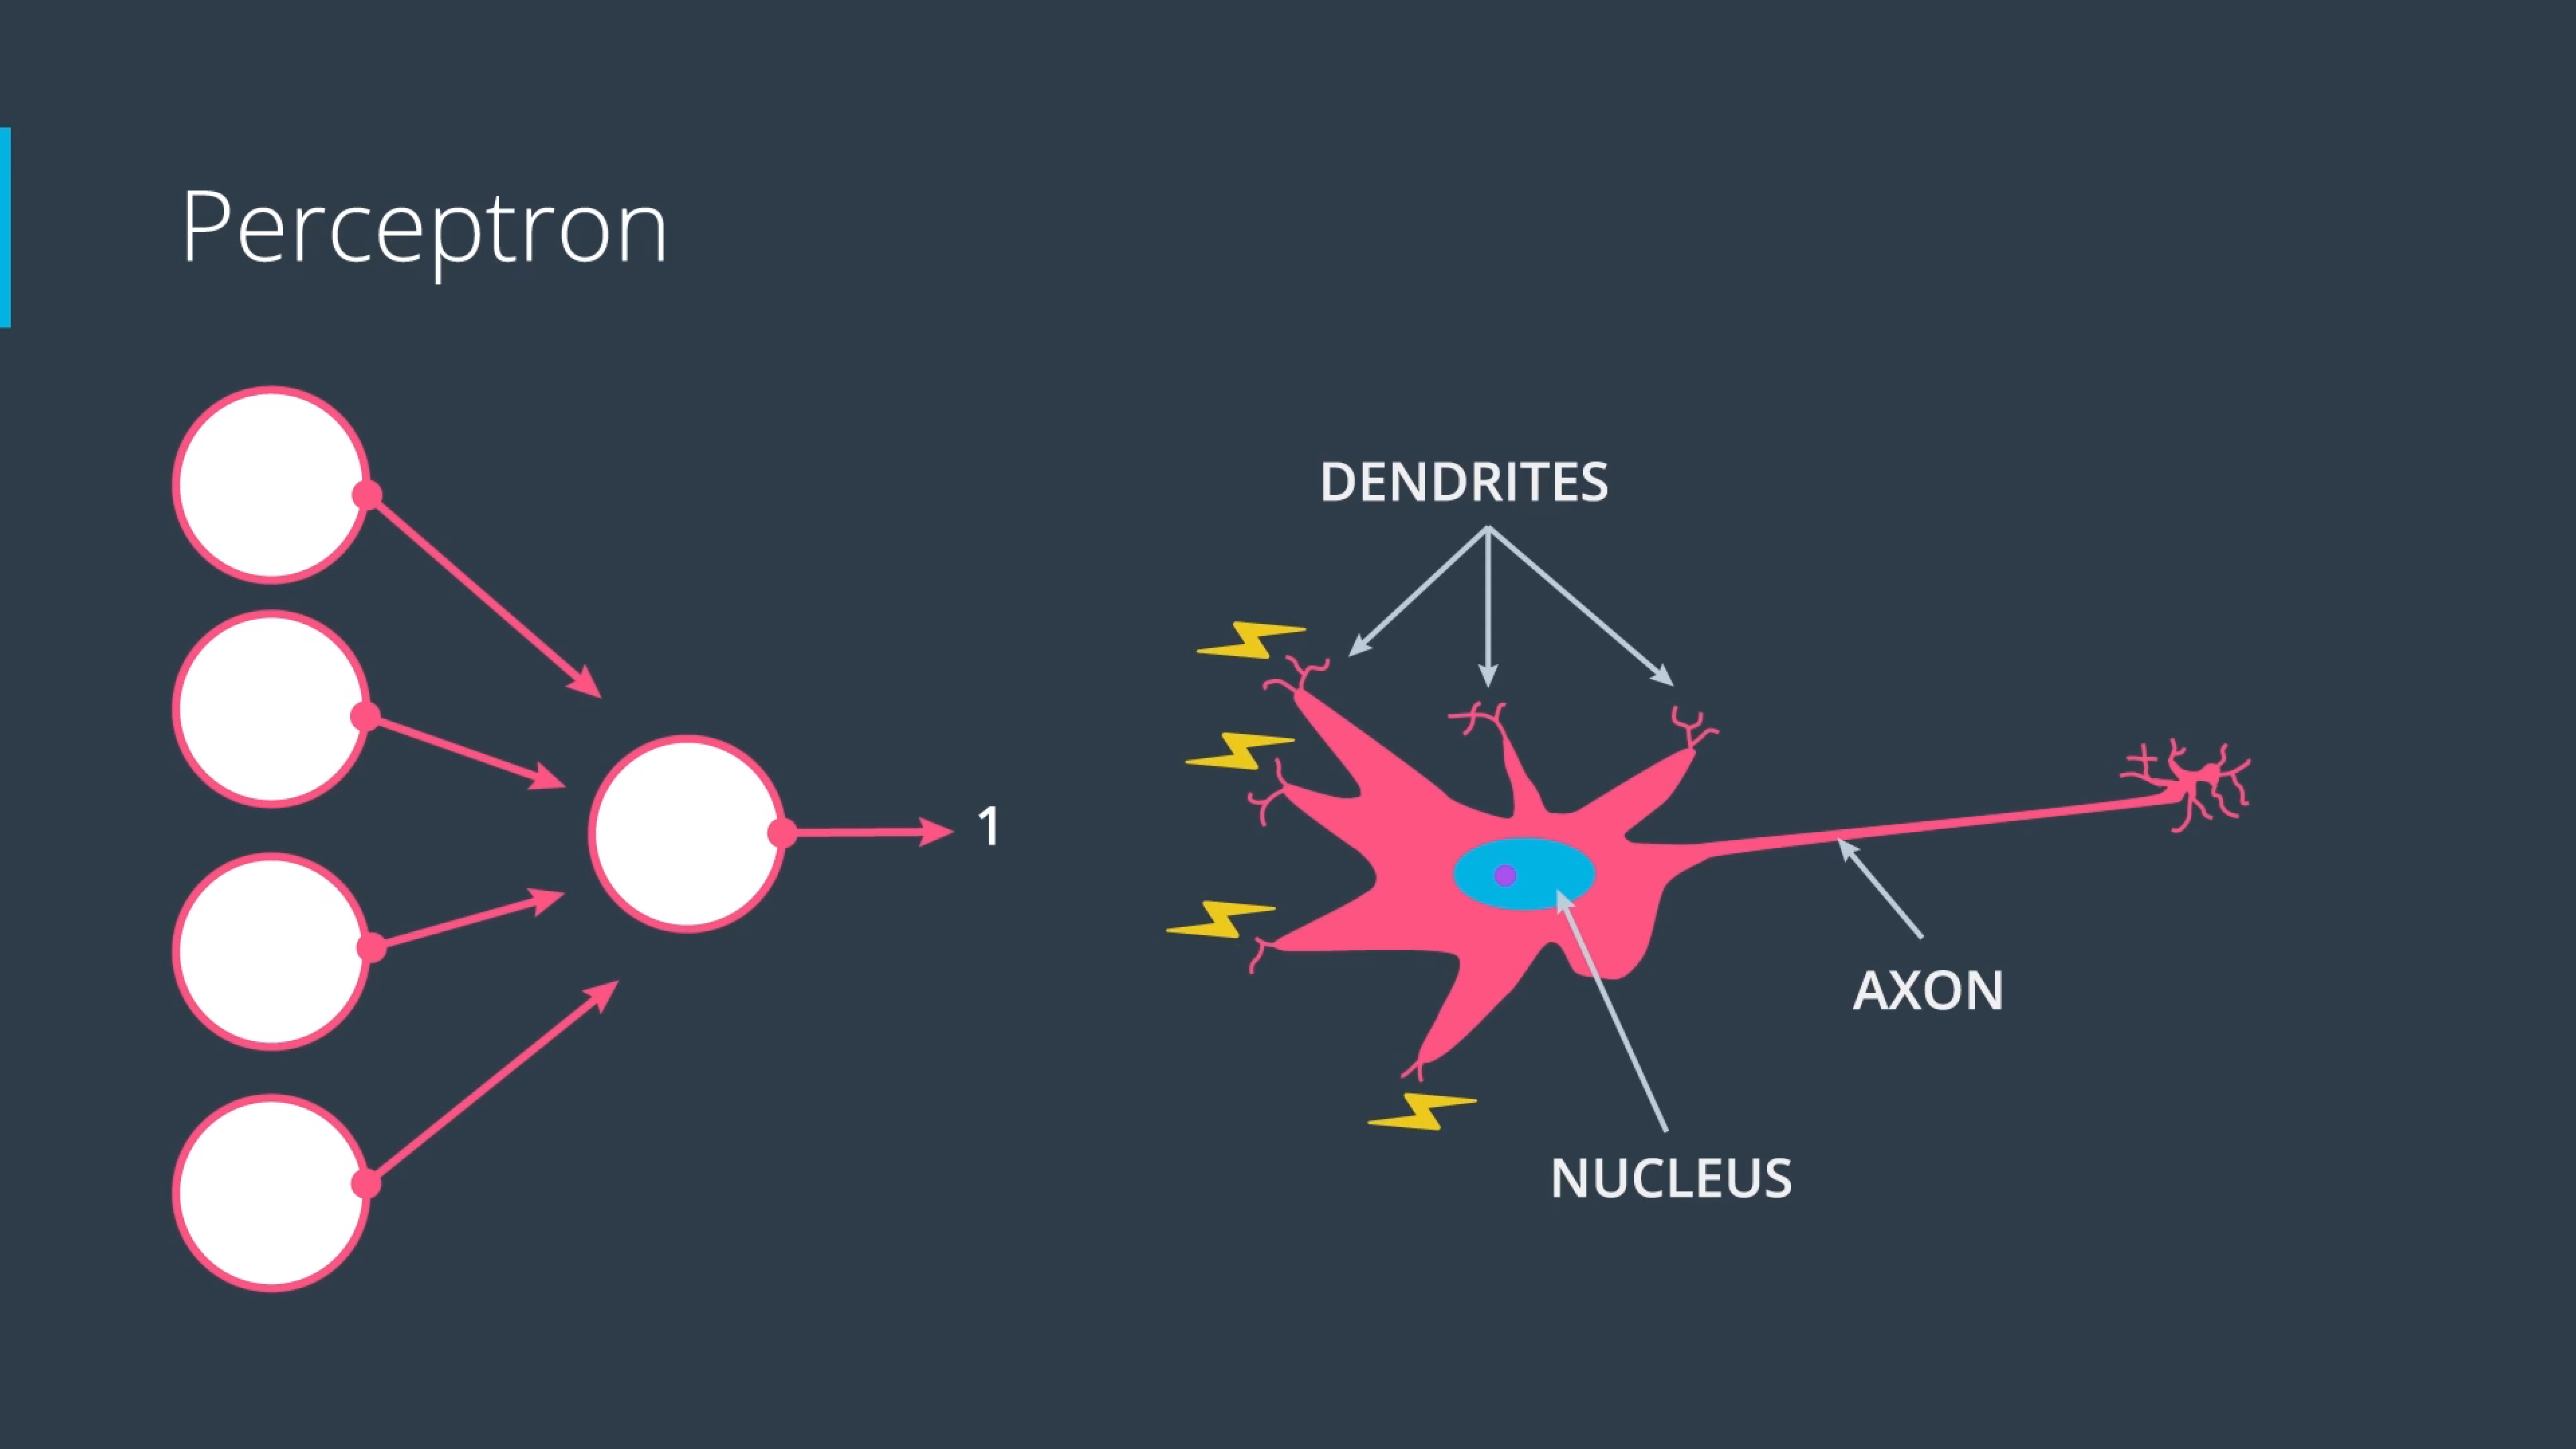 Perceptron
DENDRITES
1
AXON
NUCLEUS